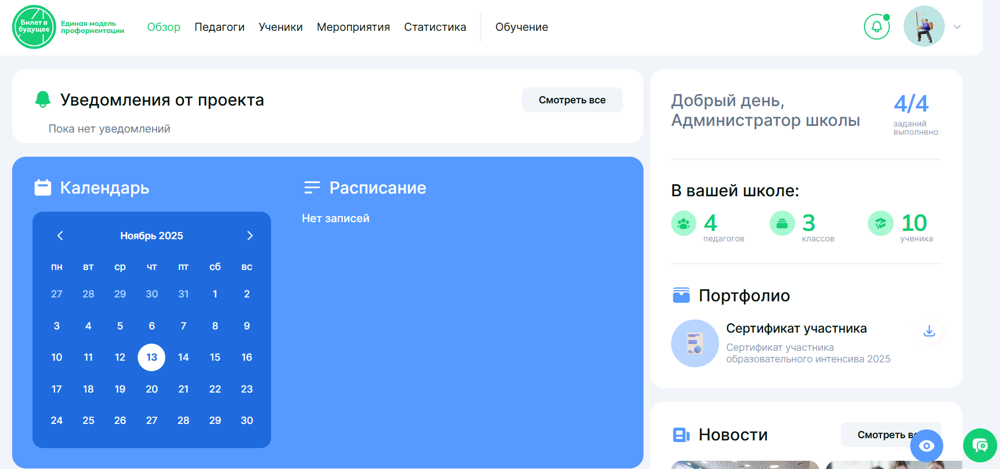 Билет в
будущее
Единая модель
профориентации
Обзор
Педагоги
Ученики
Мероприятия
Статистика
Обучение
Уведомления от проекта
Смотреть все
Пока нет уведомлений
Календарь
Ноябрь 2025
пн вт ср чт пт сб вс
27 28 29 30 31 1 2
3 4 5 6 7 8 9
10 11 12 13 14 15 16
17 18 19 20 21 22 23
24 25 26 27 28 29 30
Расписание
Нет записей
Добрый день,
Администратор школы
4/4
заданий
выполнено
В вашей школе:
4
педагогов
3
классов
10
ученика
Портфолио
Сертификат участника
Сертификат участника
образовательного интенсива 2025
Новости
Смотреть